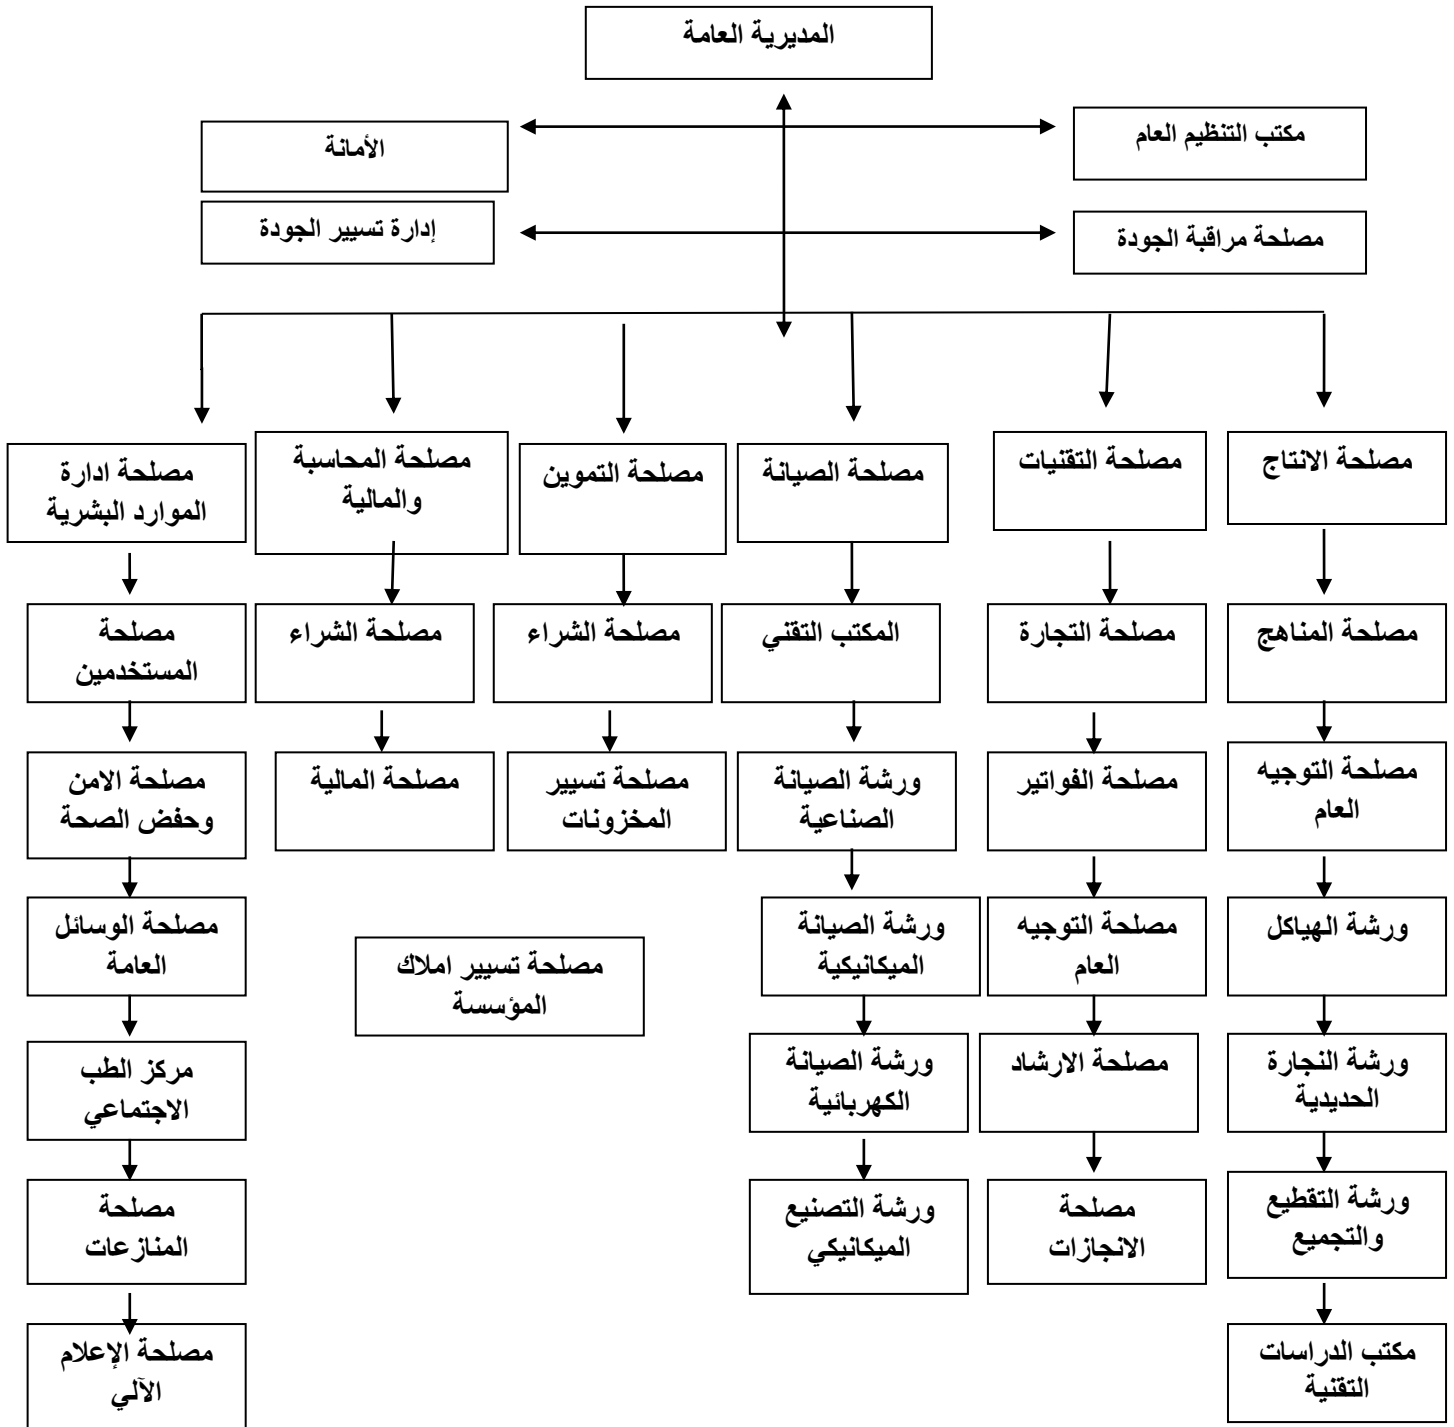 المديرية العامة
مكتب التنظيم العام
الأمانة
مصلحة مراقبة الجودة
إدارة تسيير الجودة
مصلحة الانتاج
مصلحة التقنيات
مصلحة الصيانة
مصلحة التموين
مصلحة المحاسبة
والمالية
مصلحة ادارة
الموارد البشرية
مصلحة المناهج
مصلحة التجارة
المكتب التقني
مصلحة الشراء
مصلحة الشراء
مصلحة
المستخدمين
مصلحة التوجيه
العام
مصلحة الفواتير
ورشة الصيانة
الصناعية
مصلحة تسيير
المخزونات
مصلحة المالية
مصلحة الامن
وحفض الصحة
ورشة الهياكل
مصلحة التوجيه
العام
ورشة الصيانة
الميكانيكية
مصلحة تسيير املاك
المؤسسة
مصلحة الوسائل
العامة
ورشة النجارة
الحديدية
مصلحة الارشاد
ورشة الصيانة
الكهربائية
مركز الطب
الاجتماعي
ورشة التقطيع
والتجميع
مصلحة
الانجازات
ورشة التصنيع
الميكانيكي
مصلحة
المنازعات
مكتب الدراسات
التقنية
مصلحة الإعلام
الآلي